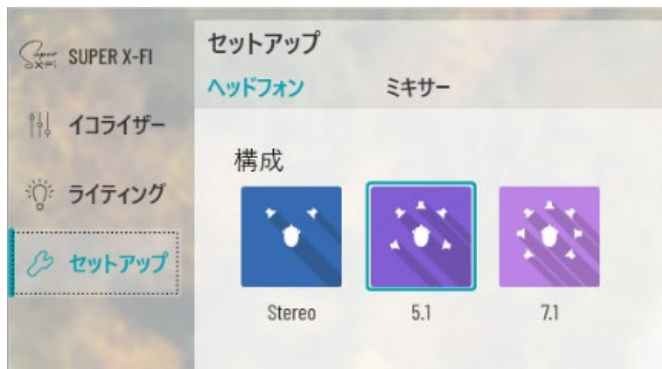 Super X-Fi SUPER X-FI
イコライザー
ライティング
セットアップ
セットアップ
ヘッドフォン ミキサー
構成
Stereo 5.1 7.1